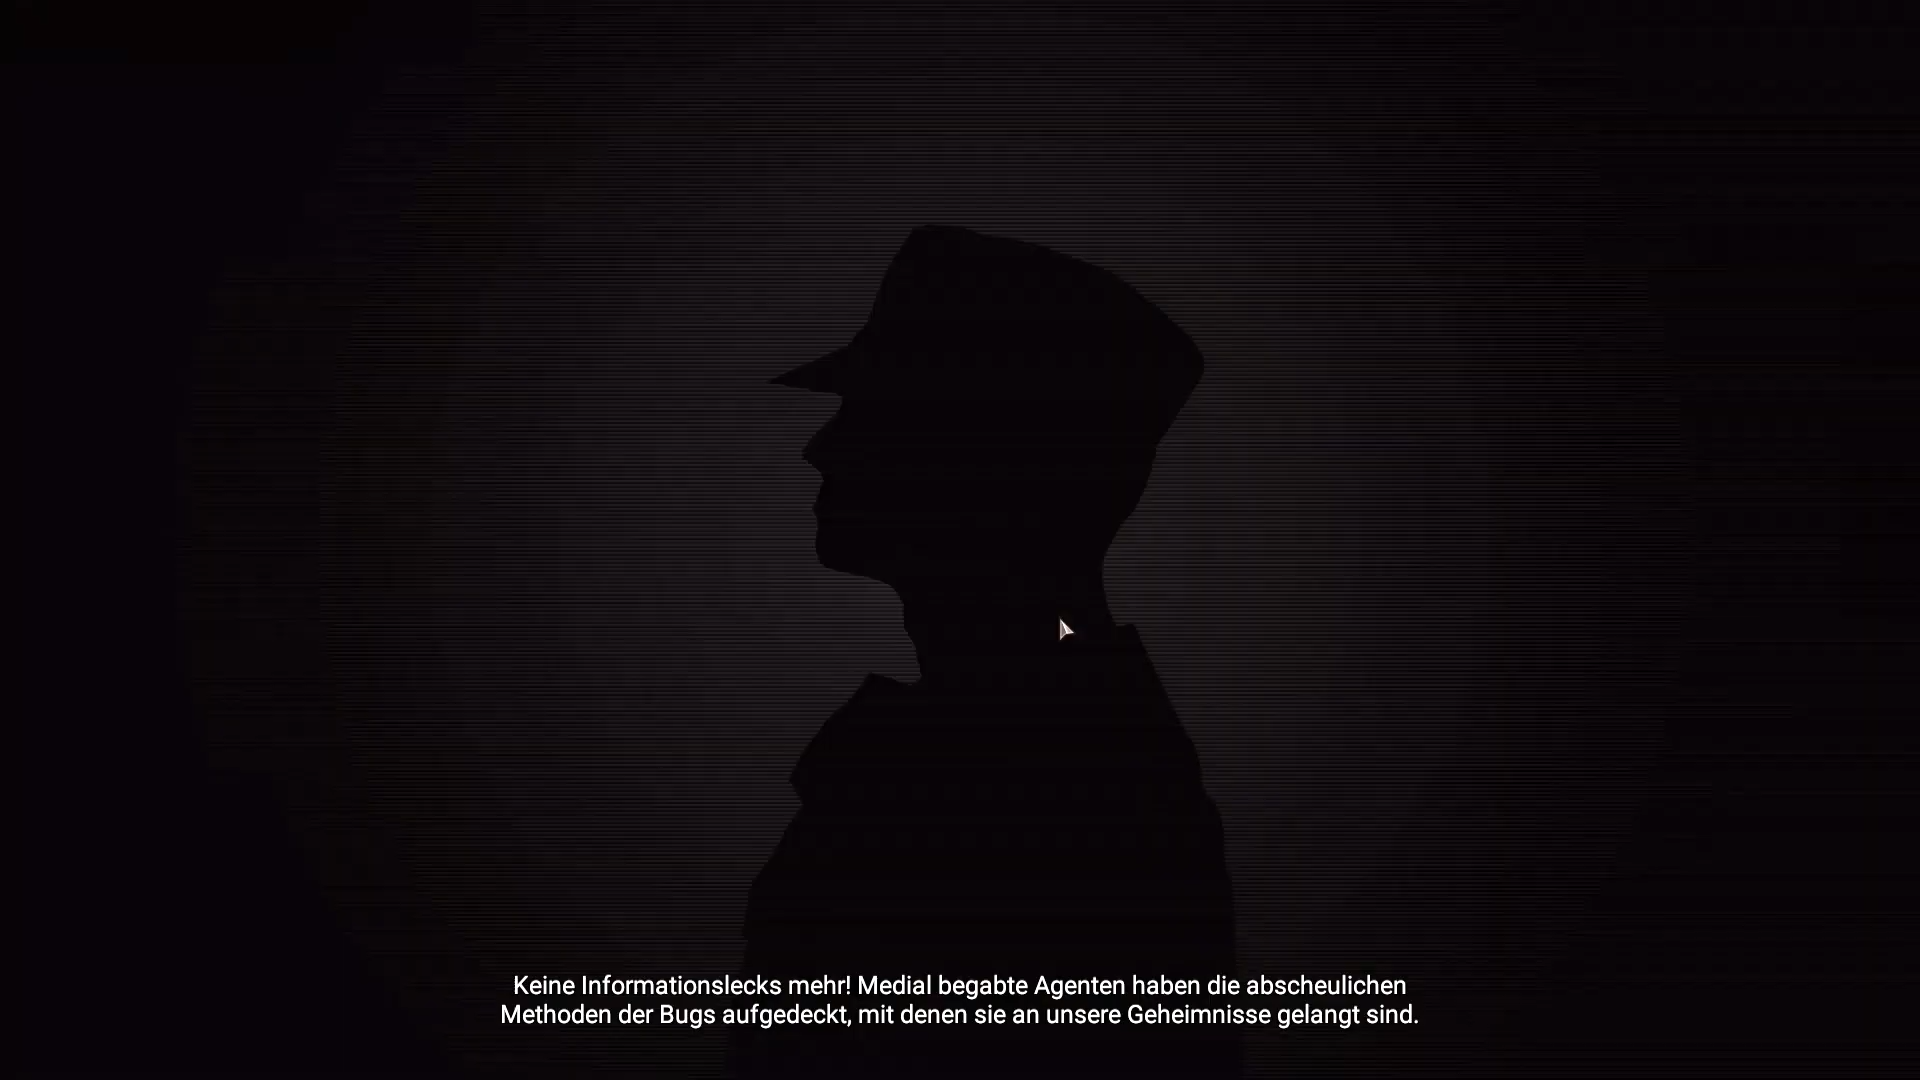 Keine Informationslecks mehr! Medial begabte Agenten haben die abscheulichen
Methoden der Bugs aufgedeckt, mit denen sie an unsere Geheimnisse gelangt sind.